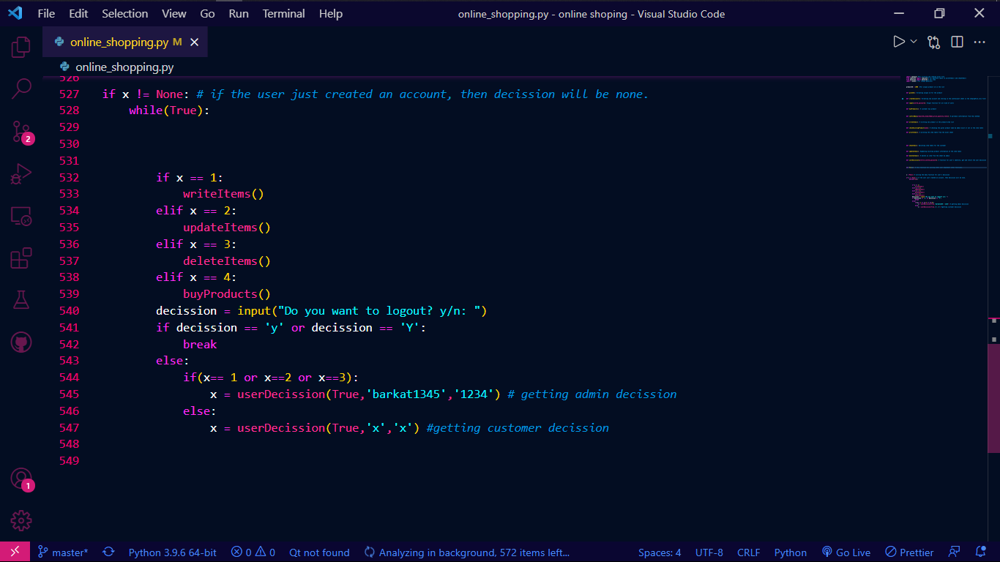 File Edit Selection View Go Run Terminal Help online_shopping.py - online shoping - Visual Studio Code
online_shopping.py M
online_shopping.py
526
527 if x != None: # if the user just created an account, then decission will be none.
528 while(True):
529
530
531
532 if x == 1:
533 writeItems()
534 elif x == 2:
535 updateItems()
536 elif x == 3:
537 deleteItems()
538 elif x == 4:
539 buyProducts()
540 decission = input("Do you want to logout? y/n: ")
541 if decission == 'y' or decission == 'Y':
542 break
543 else:
544 if(x== 1 or x==2 or x==3):
545 x = userDecission(True,'barkat1345','1234') # getting admin decission
546 else:
547 x = userDecission(True,'x','x') #getting customer decission
548
549
2
1
master* Python 3.9.6 64-bit 0 0 Qt not found Analyzing in background, 572 items left... Spaces: 4 UTF-8 CRLF Python Go Live Prettier